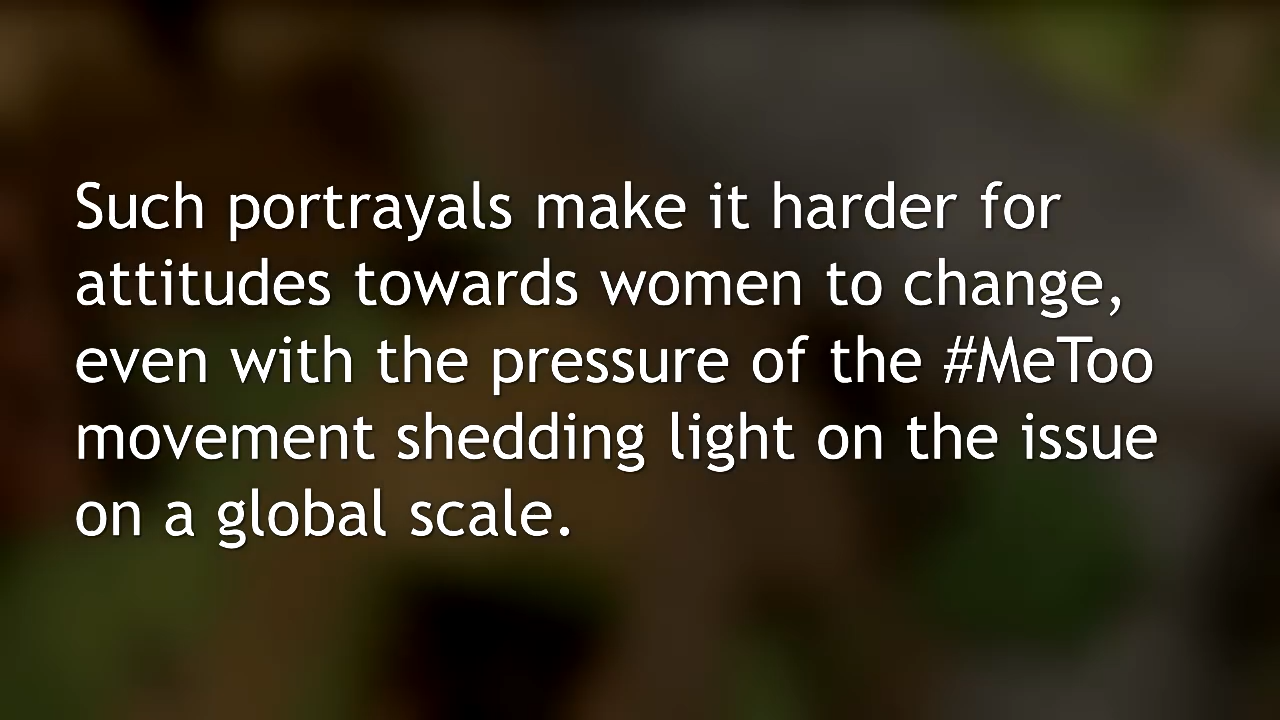 Such portrayals make it harder for
attitudes towards women to change,
even with the pressure of the #MeToo
movement shedding light on the issue
on a global scale.